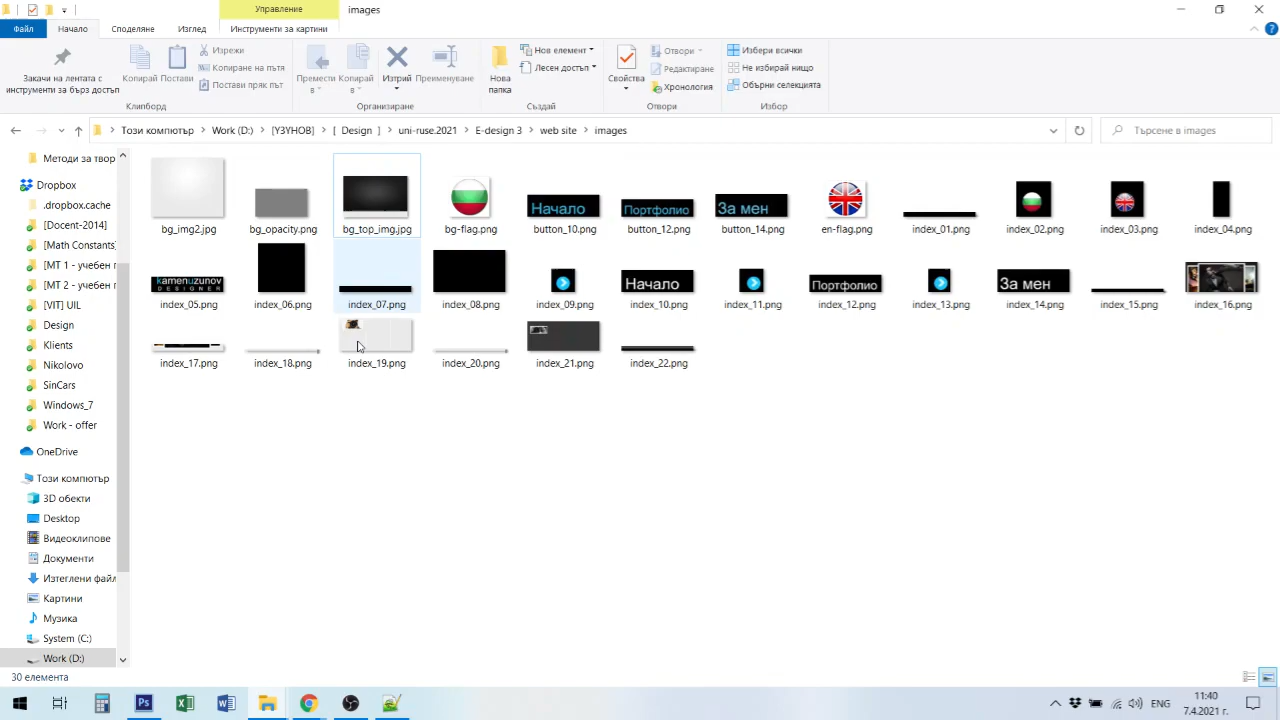 Управление
images
Файл
Начало
Споделяне
Изглед
Инструменти за картини
Закачи на лентата с
инструменти за бърз достъп
Копирай
Постави
Изрежи
Копиране на пътя
Постави пряк път
Клипборд
Премести
в
Копирай
в
Изтрий
Преименуване
Организиране
Нова
папка
Нов елемент
Лесен достъп
Създай
Свойства
Отвори
Редактиране
Хронология
Отвори
Избери всички
Не избирай нищо
Обърни селекцията
Избор
Този компютър > Work (D:) > [УЗУНОВ] > [ Design ] > uni-ruse.2021 > E-design 3 > web site > images
Търсене в images
Методи за твор
Dropbox
.dropbox.cache
[Docent-2014]
[Math Constants]
[MT 1 - учебен г
[MT 2 - учебен г
[VIT] UIL
Design
Klients
Nikolovo
SinCars
Windows_7
Work - offer
OneDrive
Този компютър
3D обекти
Desktop
Видеоклипове
Документи
Изтеглени файл
Картини
Музика
System (C:)
Work (D:)
Начало
Портфолио
За мен
bg_img2.jpg
bg_opacity.png
bg_top_img.jpg
bg-flag.png
button_10.png
button_12.png
button_14.png
en-flag.png
index_01.png
index_02.png
index_03.png
index_04.png
kamenuzunov
DESIGNER
Начало
Портфолио
За мен
index_05.png
index_06.png
index_07.png
index_08.png
index_09.png
index_10.png
index_11.png
index_12.png
index_13.png
index_14.png
index_15.png
index_16.png
index_17.png
index_18.png
index_19.png
index_20.png
index_21.png
index_22.png
30 елемента
Ps
ENG
11:40
7.4.2021 г.